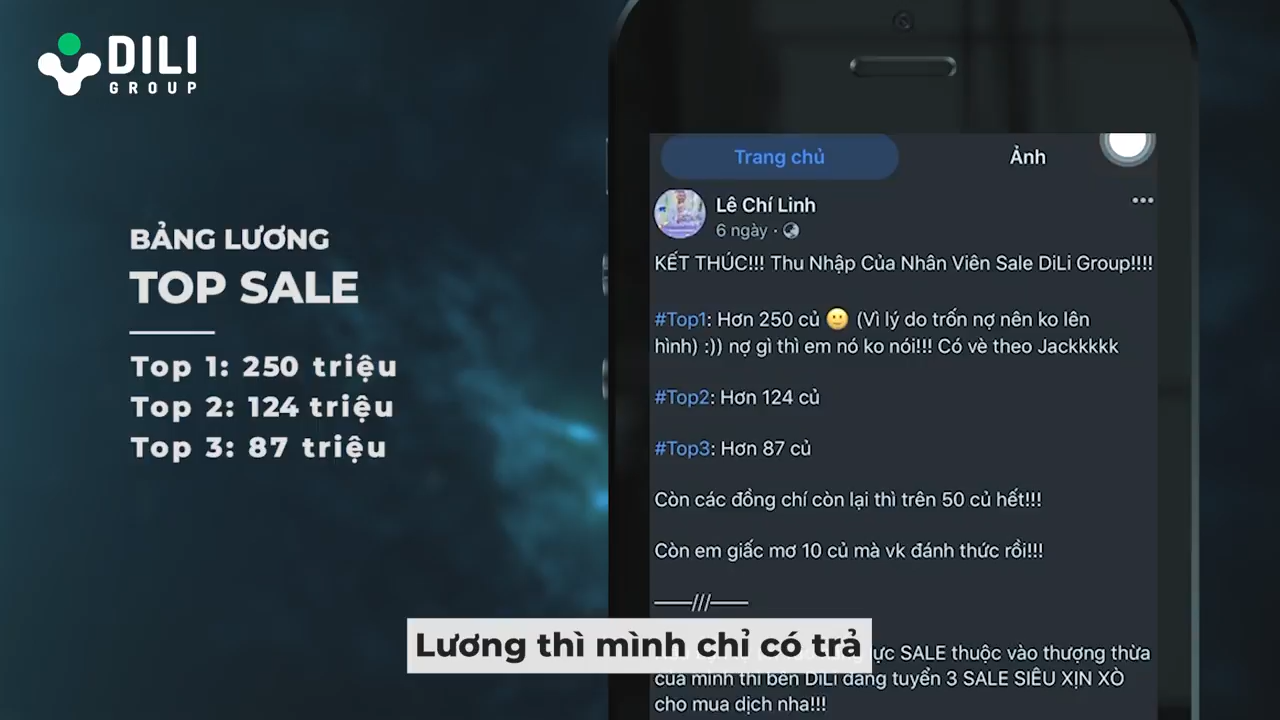 DILI
GROUP
BẢNG LƯƠNG
TOP SALE
Top 1: 250 triệu
Top 2: 124 triệu
Top 3: 87 triệu
Trang chủ
Ảnh
Lê Chí Linh
6 ngày ·
KẾT THÚC!!! Thu Nhập Của Nhân Viên Sale DiLi Group!!!!
#Top1: Hơn 250 củ 🙂 (Vì lý do trốn nợ nên ko lên
hình) :)) nợ gì thì em nó ko nói!!! Có vè theo Jackkkkk
#Top2: Hơn 124 củ
#Top3: Hơn 87 củ
Còn các đồng chí còn lại thì trên 50 củ hết!!!
Còn em giấc mơ 10 củ mà vk đánh thức rồi!!!
——///——
SALE thuộc vào thượng thừa
của mình thì bên DiLi đang tuyển 3 SALE SIÊU XỊN XÒ
cho mua dịch nha!!!
Lương thì mình chỉ có trả